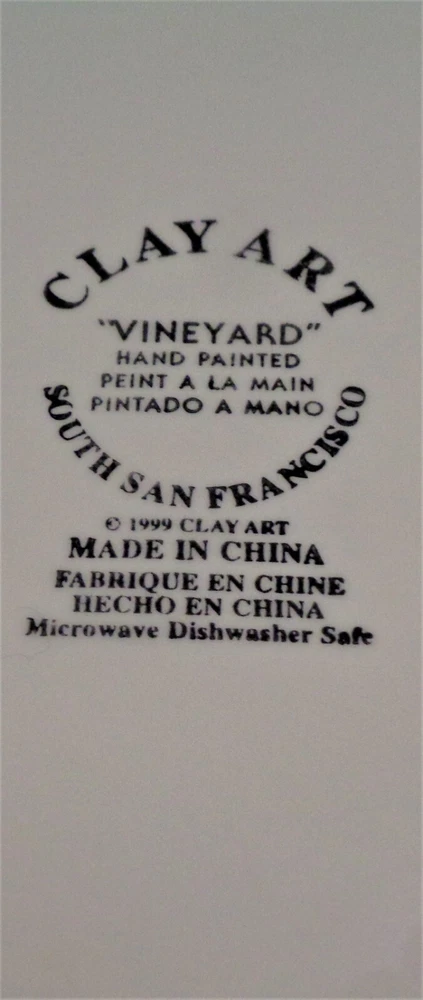 CLAY ART
"VINEYARD"
HAND PAINTED
PEINT A LA MAIN
PINTADO A MANO
SOUTH SAN FRANCISCO
© 1999 CLAY ART
MADE IN CHINA
FABRIQUE EN CHINE
HECHO EN CHINA
Microwave Dishwasher Safe